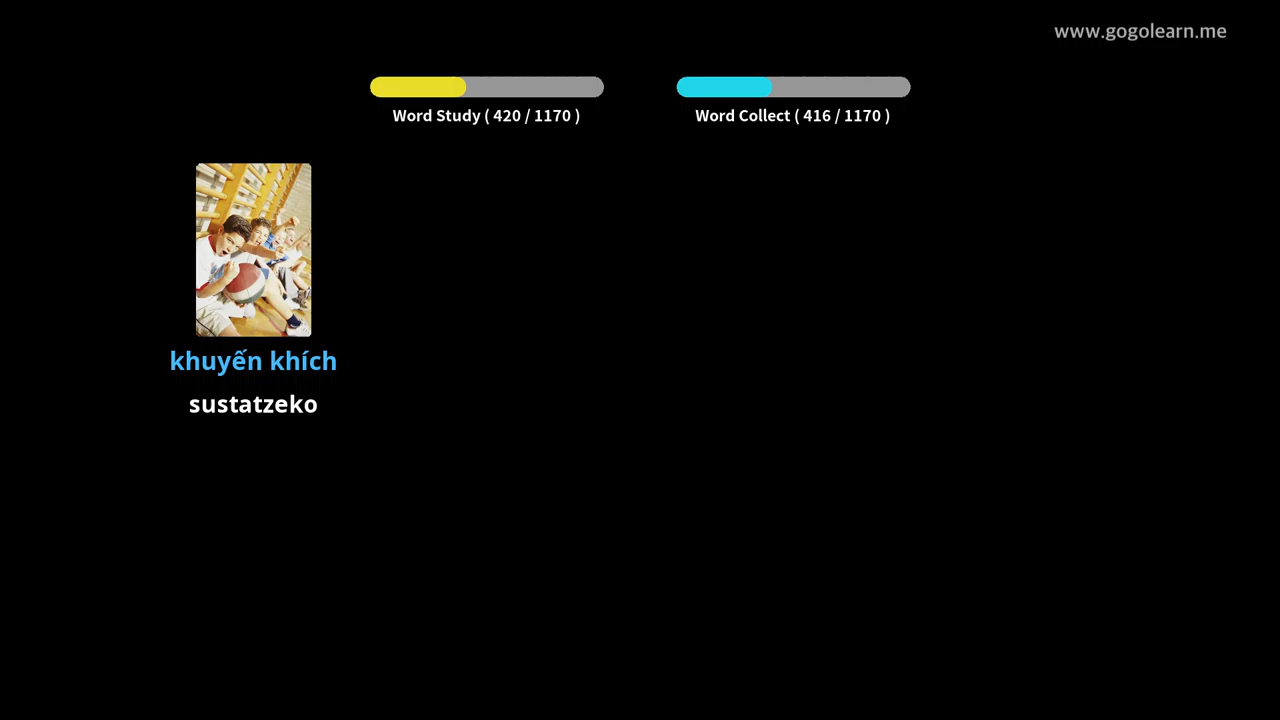 www.gogolearn.me
Word Study ( 420 / 1170 )
Word Collect ( 416 / 1170 )
khuyến khích
sustatzeko